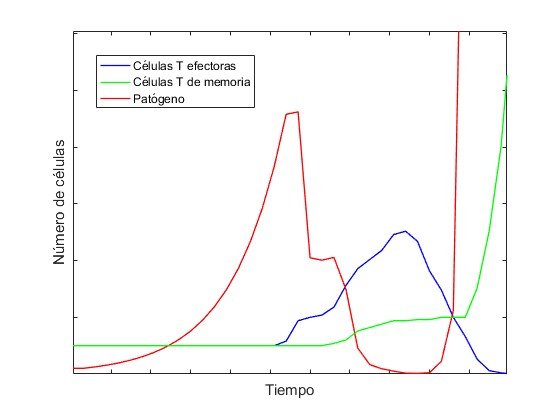 Células T efectoras
Células T de memoria
Patógeno
Número de células
Tiempo